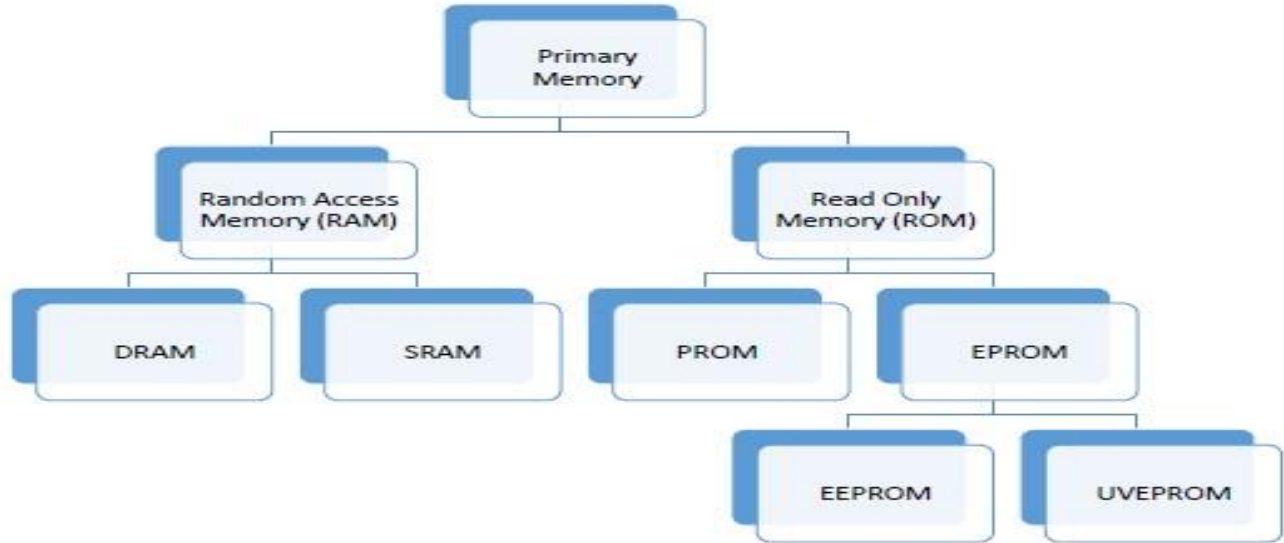 Primary
Memory
Random Access
Memory (RAM)
Read Only
Memory (ROM)
DRAM
SRAM
PROM
EPROM
EEPROM
UVEPROM